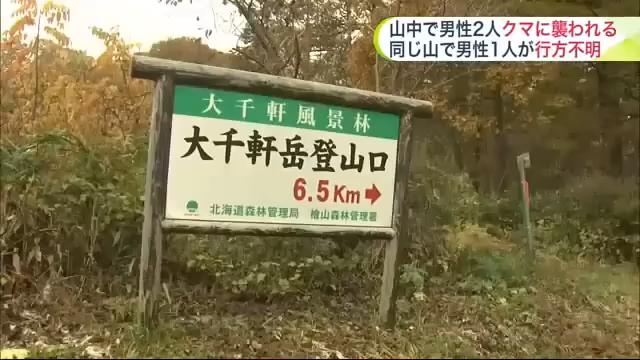 山中で男性2人クマに襲われる
同じ山で男性1人が行方不明
大千軒風景林
大千軒岳登山口
6.5Km→
北海道森林管理局 檜山森林管理署